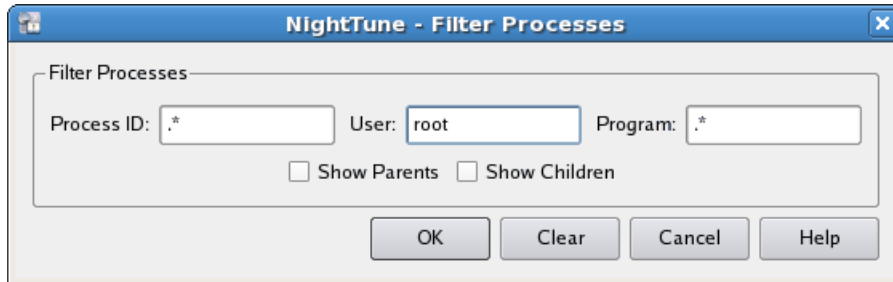 NightTune - Filter Processes
Filter Processes
Process ID: .* User: root Program: .*
Show Parents Show Children
OK Clear Cancel Help